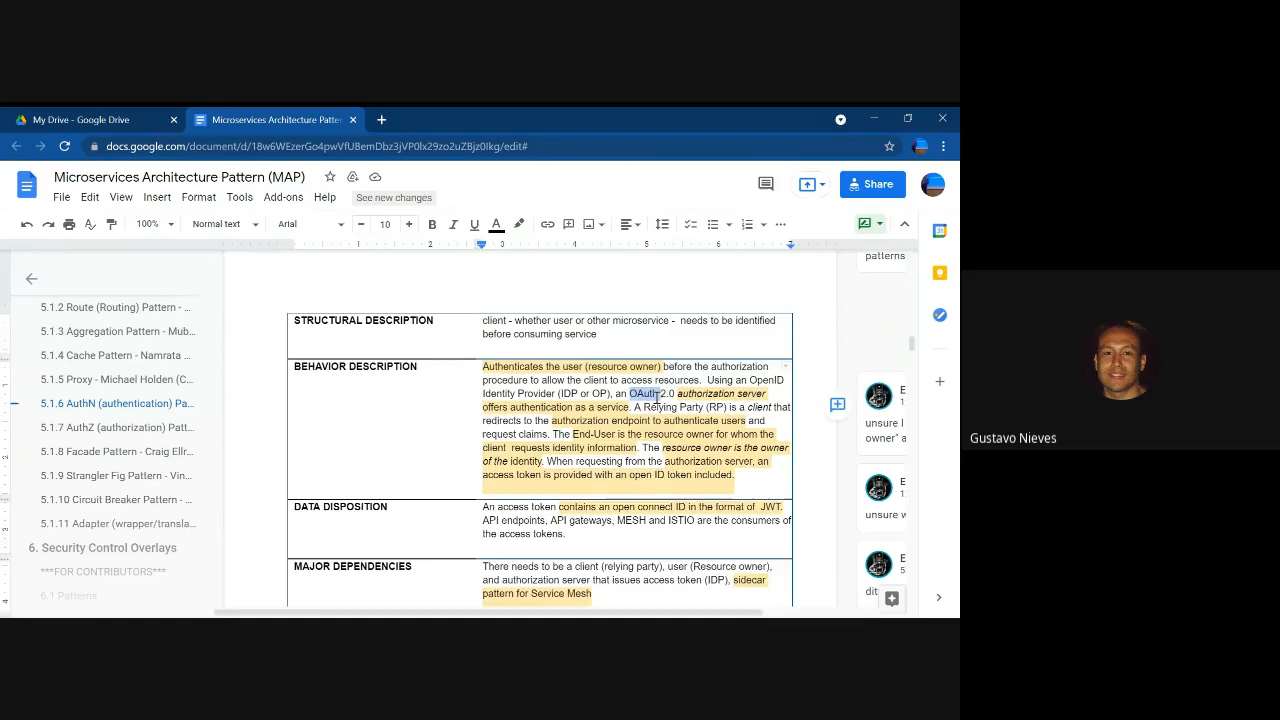 My Drive - Google Drive
Microservices Architecture Patter
docs.google.com/document/d/18w6WEzerGo4pwVfUBemDbz3jVP0lx29zo2uZBjz0Ikg/edit#
Microservices Architecture Pattern (MAP)
Share
File Edit View Insert Format Tools Add-ons Help See new changes
100% Normal text Arial 10 B I U A
1 2 3 4 5 6 7
patterns
5.1.2 Route (Routing) Pattern - ...
5.1.3 Aggregation Pattern - Mub...
5.1.4 Cache Pattern - Namrata ...
5.1.5 Proxy - Michael Holden (C...
5.1.6 AuthN (authentication) Pa...
5.1.7 AuthZ (authorization) Patt...
5.1.8 Facade Pattern - Craig Ellr...
5.1.9 Strangler Fig Pattern - Vin...
5.1.10 Circuit Breaker Pattern - ...
5.1.11 Adapter (wrapper/transla...
6. Security Control Overlays
***FOR CONTRIBUTORS***
6.1 Patterns
STRUCTURAL DESCRIPTION
client - whether user or other microservice - needs to be identified
before consuming service
BEHAVIOR DESCRIPTION
Authenticates the user (resource owner) before the authorization
procedure to allow the client to access resources. Using an OpenID
Identity Provider (IDP or OP), an OAuth 2.0 authorization server
offers authentication as a service. A Relying Party (RP) is a client that
redirects to the authorization endpoint to authenticate users and
request claims. The End-User is the resource owner for whom the
client requests identity information. The resource owner is the owner
of the identity. When requesting from the authorization server, an
access token is provided with an open ID token included.
DATA DISPOSITION
An access token contains an open connect ID in the format of JWT.
API endpoints, API gateways, MESH and ISTIO are the consumers of
the access tokens.
MAJOR DEPENDENCIES
There needs to be a client (relying party), user (Resource owner),
and authorization server that issues access token (IDP), sidecar
pattern for Service Mesh
E
1
unsure I
owner" a
E
unsure w
E
5
dit
Gustavo Nieves